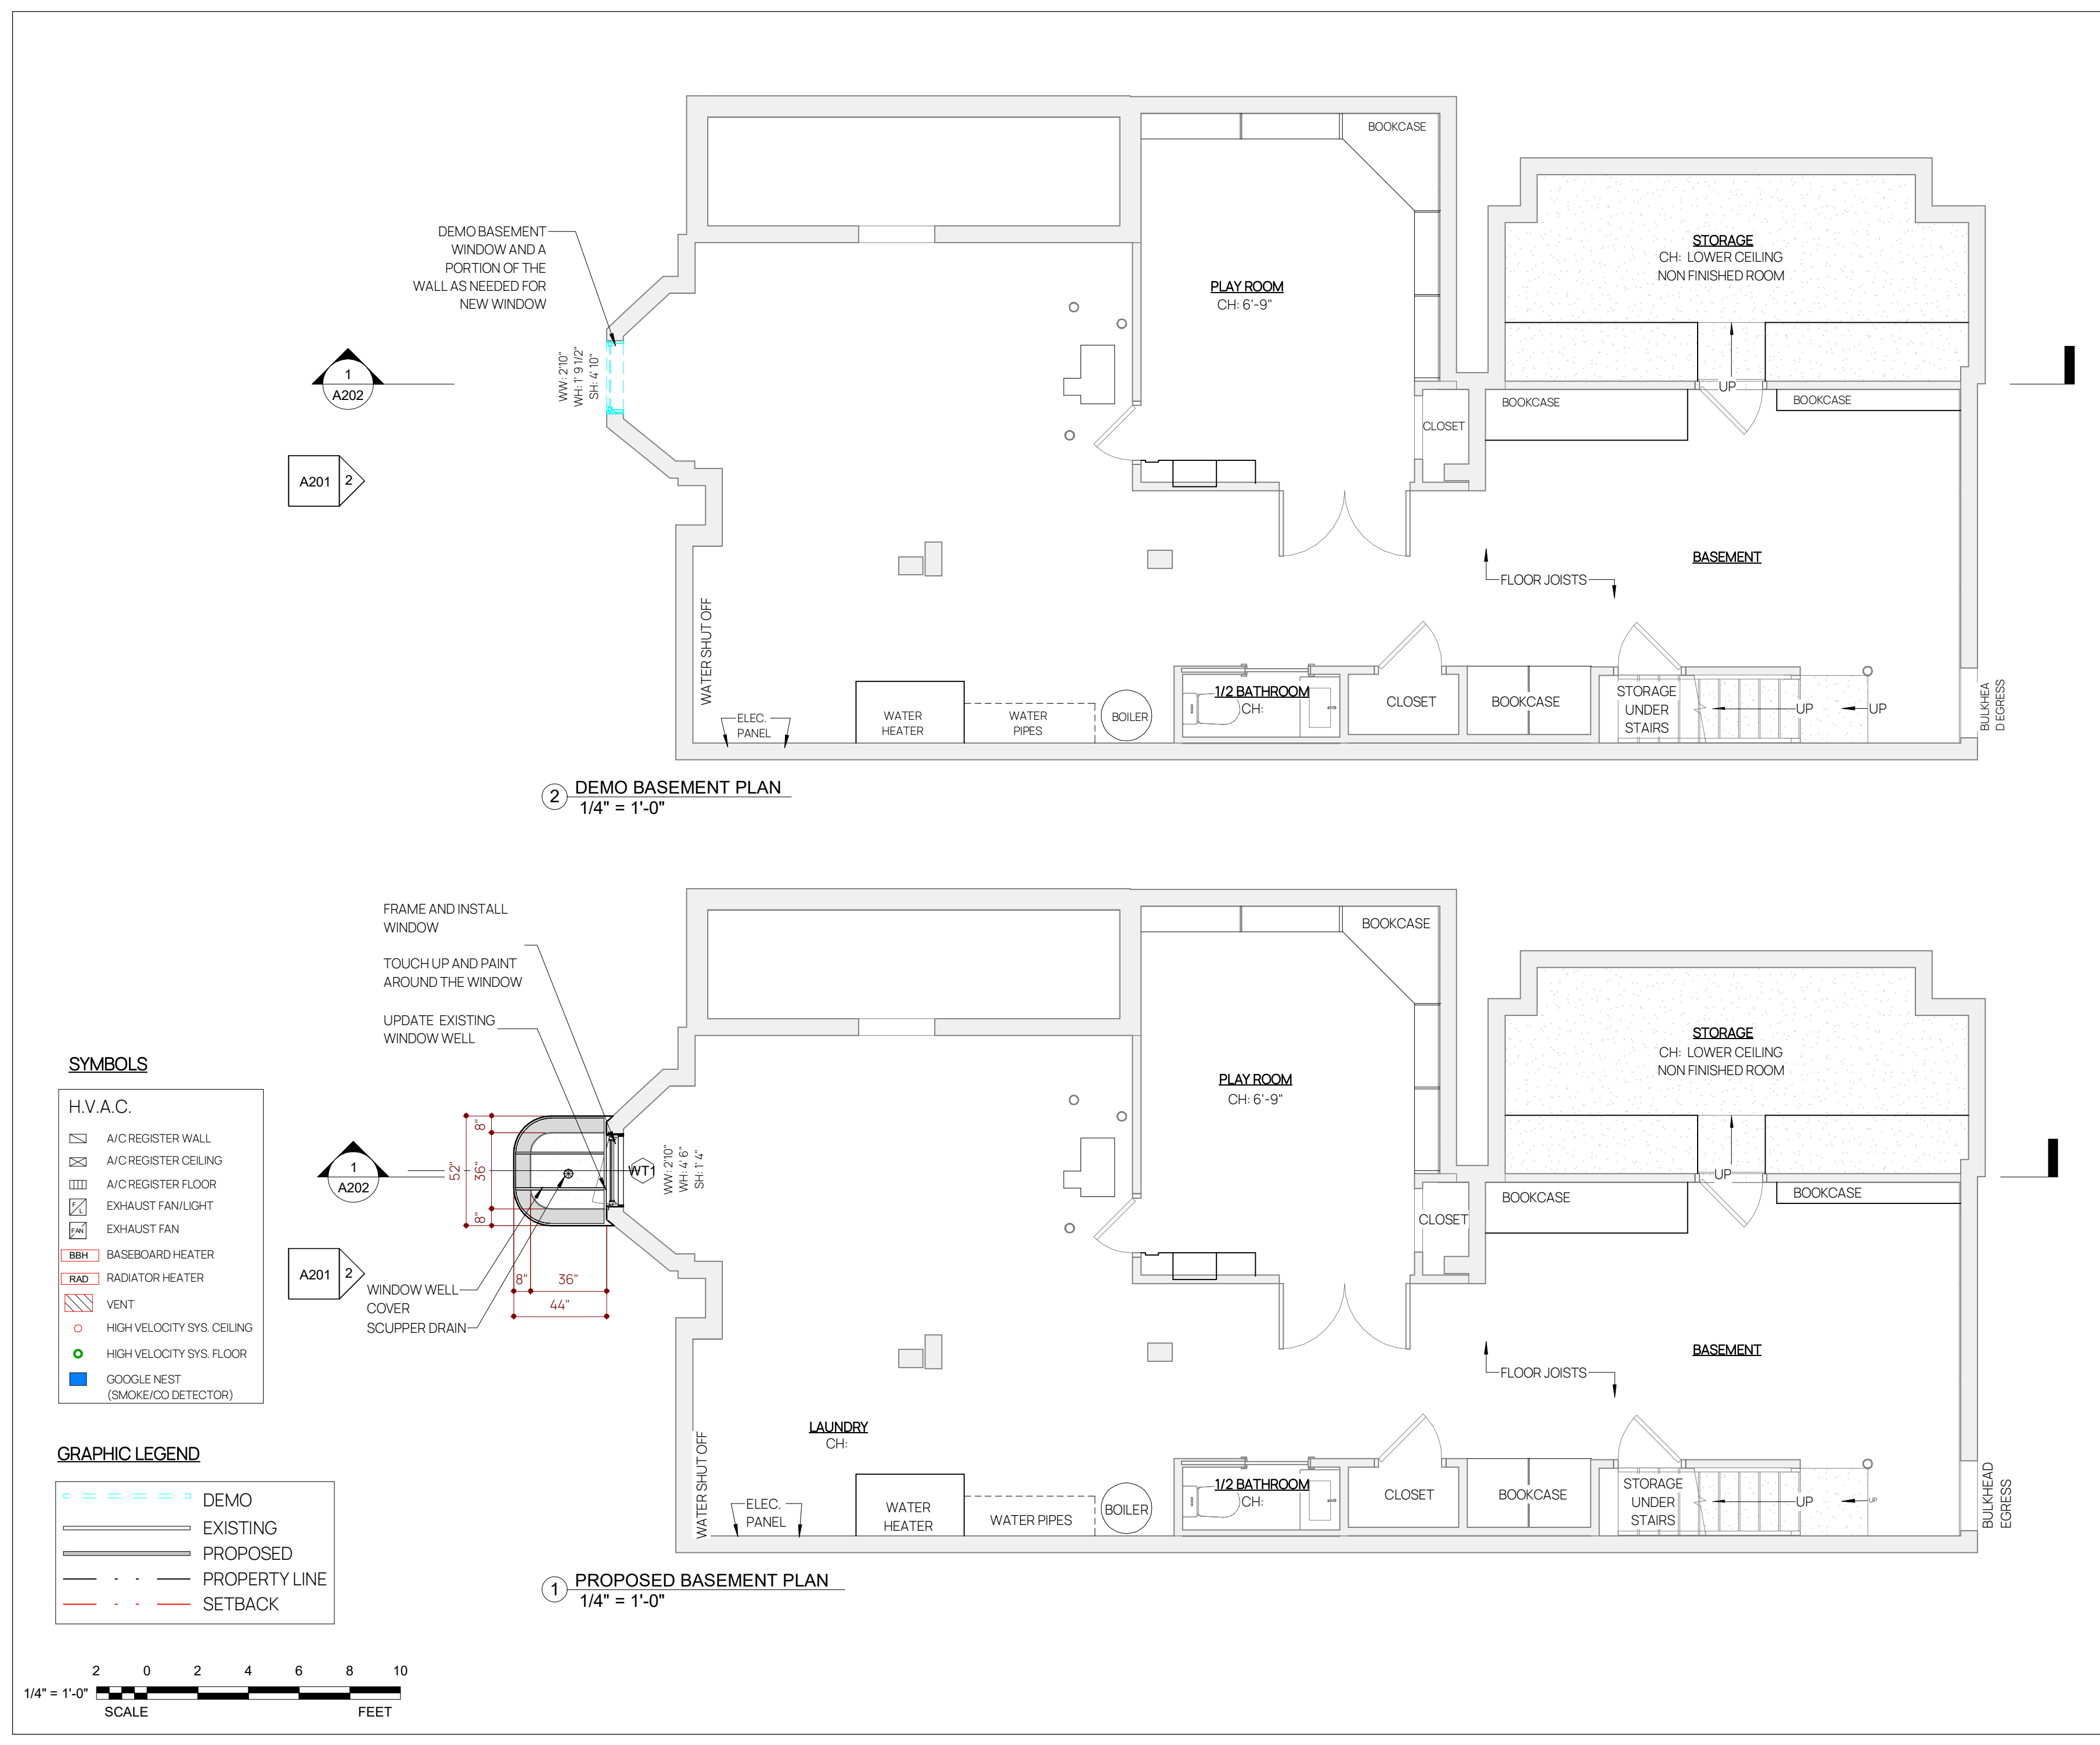 BOOKCASE
DEMO BASEMENT
WINDOW AND A
PORTION OF THE
WALL AS NEEDED FOR
NEW WINDOW
STORAGE
CH: LOWER CEILING
NON FINISHED ROOM
PLAY ROOM
CH: 6'-9"
WW: 2'10"
WH: 1' 9 1/2"
SH: 4' 10"
1
A202
A201
2
UP
BOOKCASE
BOOKCASE
CLOSET
BASEMENT
FLOOR JOISTS
WATER SHUT OFF
ELEC.
PANEL
WATER
HEATER
WATER
PIPES
BOILER
1/2 BATHROOM
CH:
CLOSET
BOOKCASE
STORAGE
UNDER
STAIRS
UP
UP
BULKHEA
D EGRESS
2
DEMO BASEMENT PLAN
1/4" = 1'-0"
FRAME AND INSTALL
WINDOW
TOUCH UP AND PAINT
AROUND THE WINDOW
UPDATE EXISTING
WINDOW WELL
BOOKCASE
STORAGE
CH: LOWER CEILING
NON FINISHED ROOM
PLAY ROOM
CH: 6'-9"
8"
36"
8"
52"
WT1
WW: 2'10"
WH: 4' 6"
SH: 1' 4"
1
A202
A201
2
8"
36"
44"
WINDOW WELL
COVER
SCUPPER DRAIN
UP
BOOKCASE
BOOKCASE
CLOSET
BASEMENT
FLOOR JOISTS
LAUNDRY
CH:
WATER SHUT OFF
ELEC.
PANEL
WATER
HEATER
WATER PIPES
BOILER
1/2 BATHROOM
CH:
CLOSET
BOOKCASE
STORAGE
UNDER
STAIRS
UP
UP
BULKHEAD
EGRESS
1
PROPOSED BASEMENT PLAN
1/4" = 1'-0"
SYMBOLS
H.V.A.C.
A/C REGISTER WALL
A/C REGISTER CEILING
A/C REGISTER FLOOR
F
L
EXHAUST FAN/LIGHT
FAN
EXHAUST FAN
BBH
BASEBOARD HEATER
RAD
RADIATOR HEATER
VENT
HIGH VELOCITY SYS. CEILING
HIGH VELOCITY SYS. FLOOR
GOOGLE NEST
(SMOKE/CO DETECTOR)
GRAPHIC LEGEND
DEMO
EXISTING
PROPOSED
PROPERTY LINE
SETBACK
2 0 2 4 6 8 10
1/4" = 1'-0"
SCALE
FEET